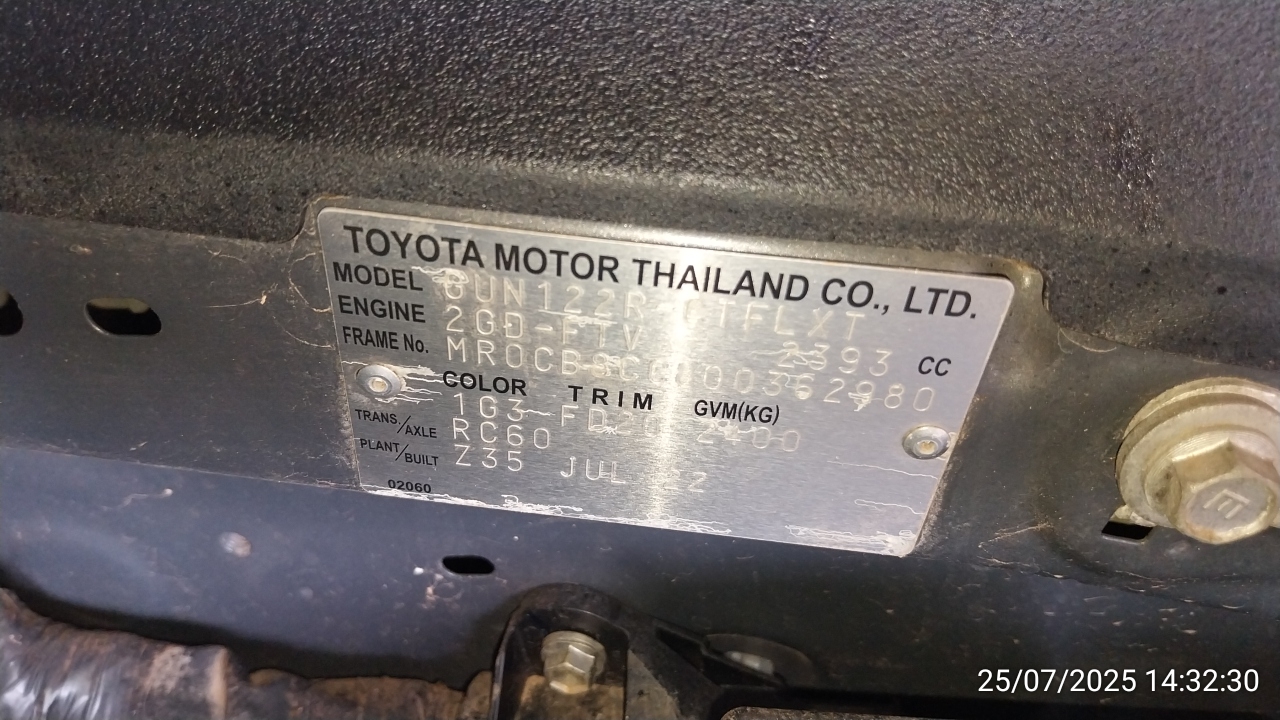 TOYOTA MOTOR THAILAND CO., LTD.
MODEL
ENGINE 2GD-FTV 2393 CC
FRAME No.
COLOR TRIM GVM(KG)
1G3 FD20 2400
TRANS./AXLE RC60
PLANT/BUILT Z35 JUL
02060
25/07/2025 14:32:30